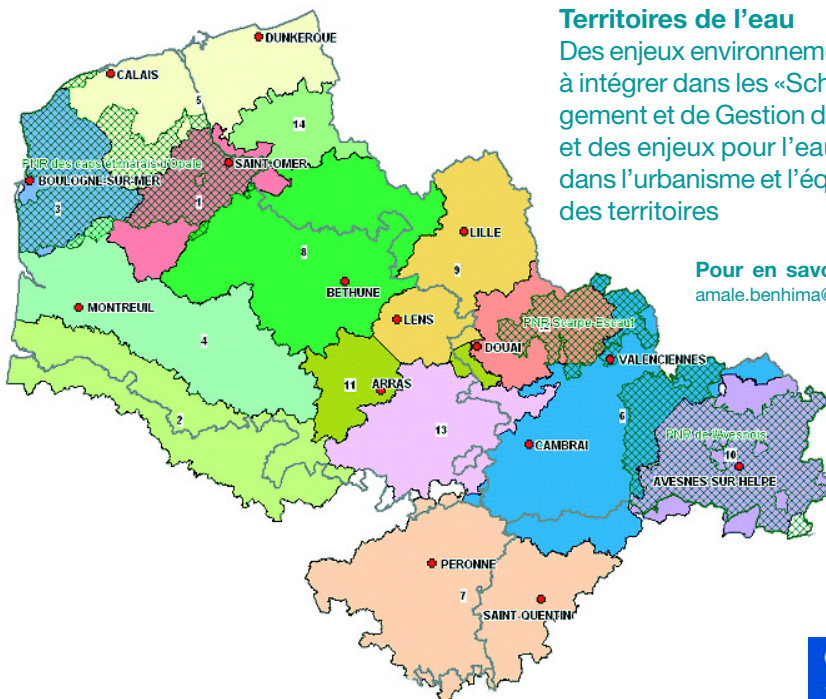 Territoires de l’eau
Des enjeux environneme
à intégrer dans les «Sch
gement et de Gestion d
et des enjeux pour l’eau
dans l’urbanisme et l’éq
des territoires
Pour en savo
amale.benhima@
DUNKERQUE
CALAIS
5
14
PNR des caps et marais d'Opale
SAINT-OMER
BOULOGNE-SUR-MER
3
1
LILLE
8
9
BETHUNE
MONTREUIL
LENS
PNR Scarpe-Escaut
12
4
DOUAI
VALENCIENNES
11
ARRAS
2
6
13
CAMBRAI
PNR de l'Avesnois
10
AVESNES SUR HELPE
PERONNE
7
SAINT QUENTIN